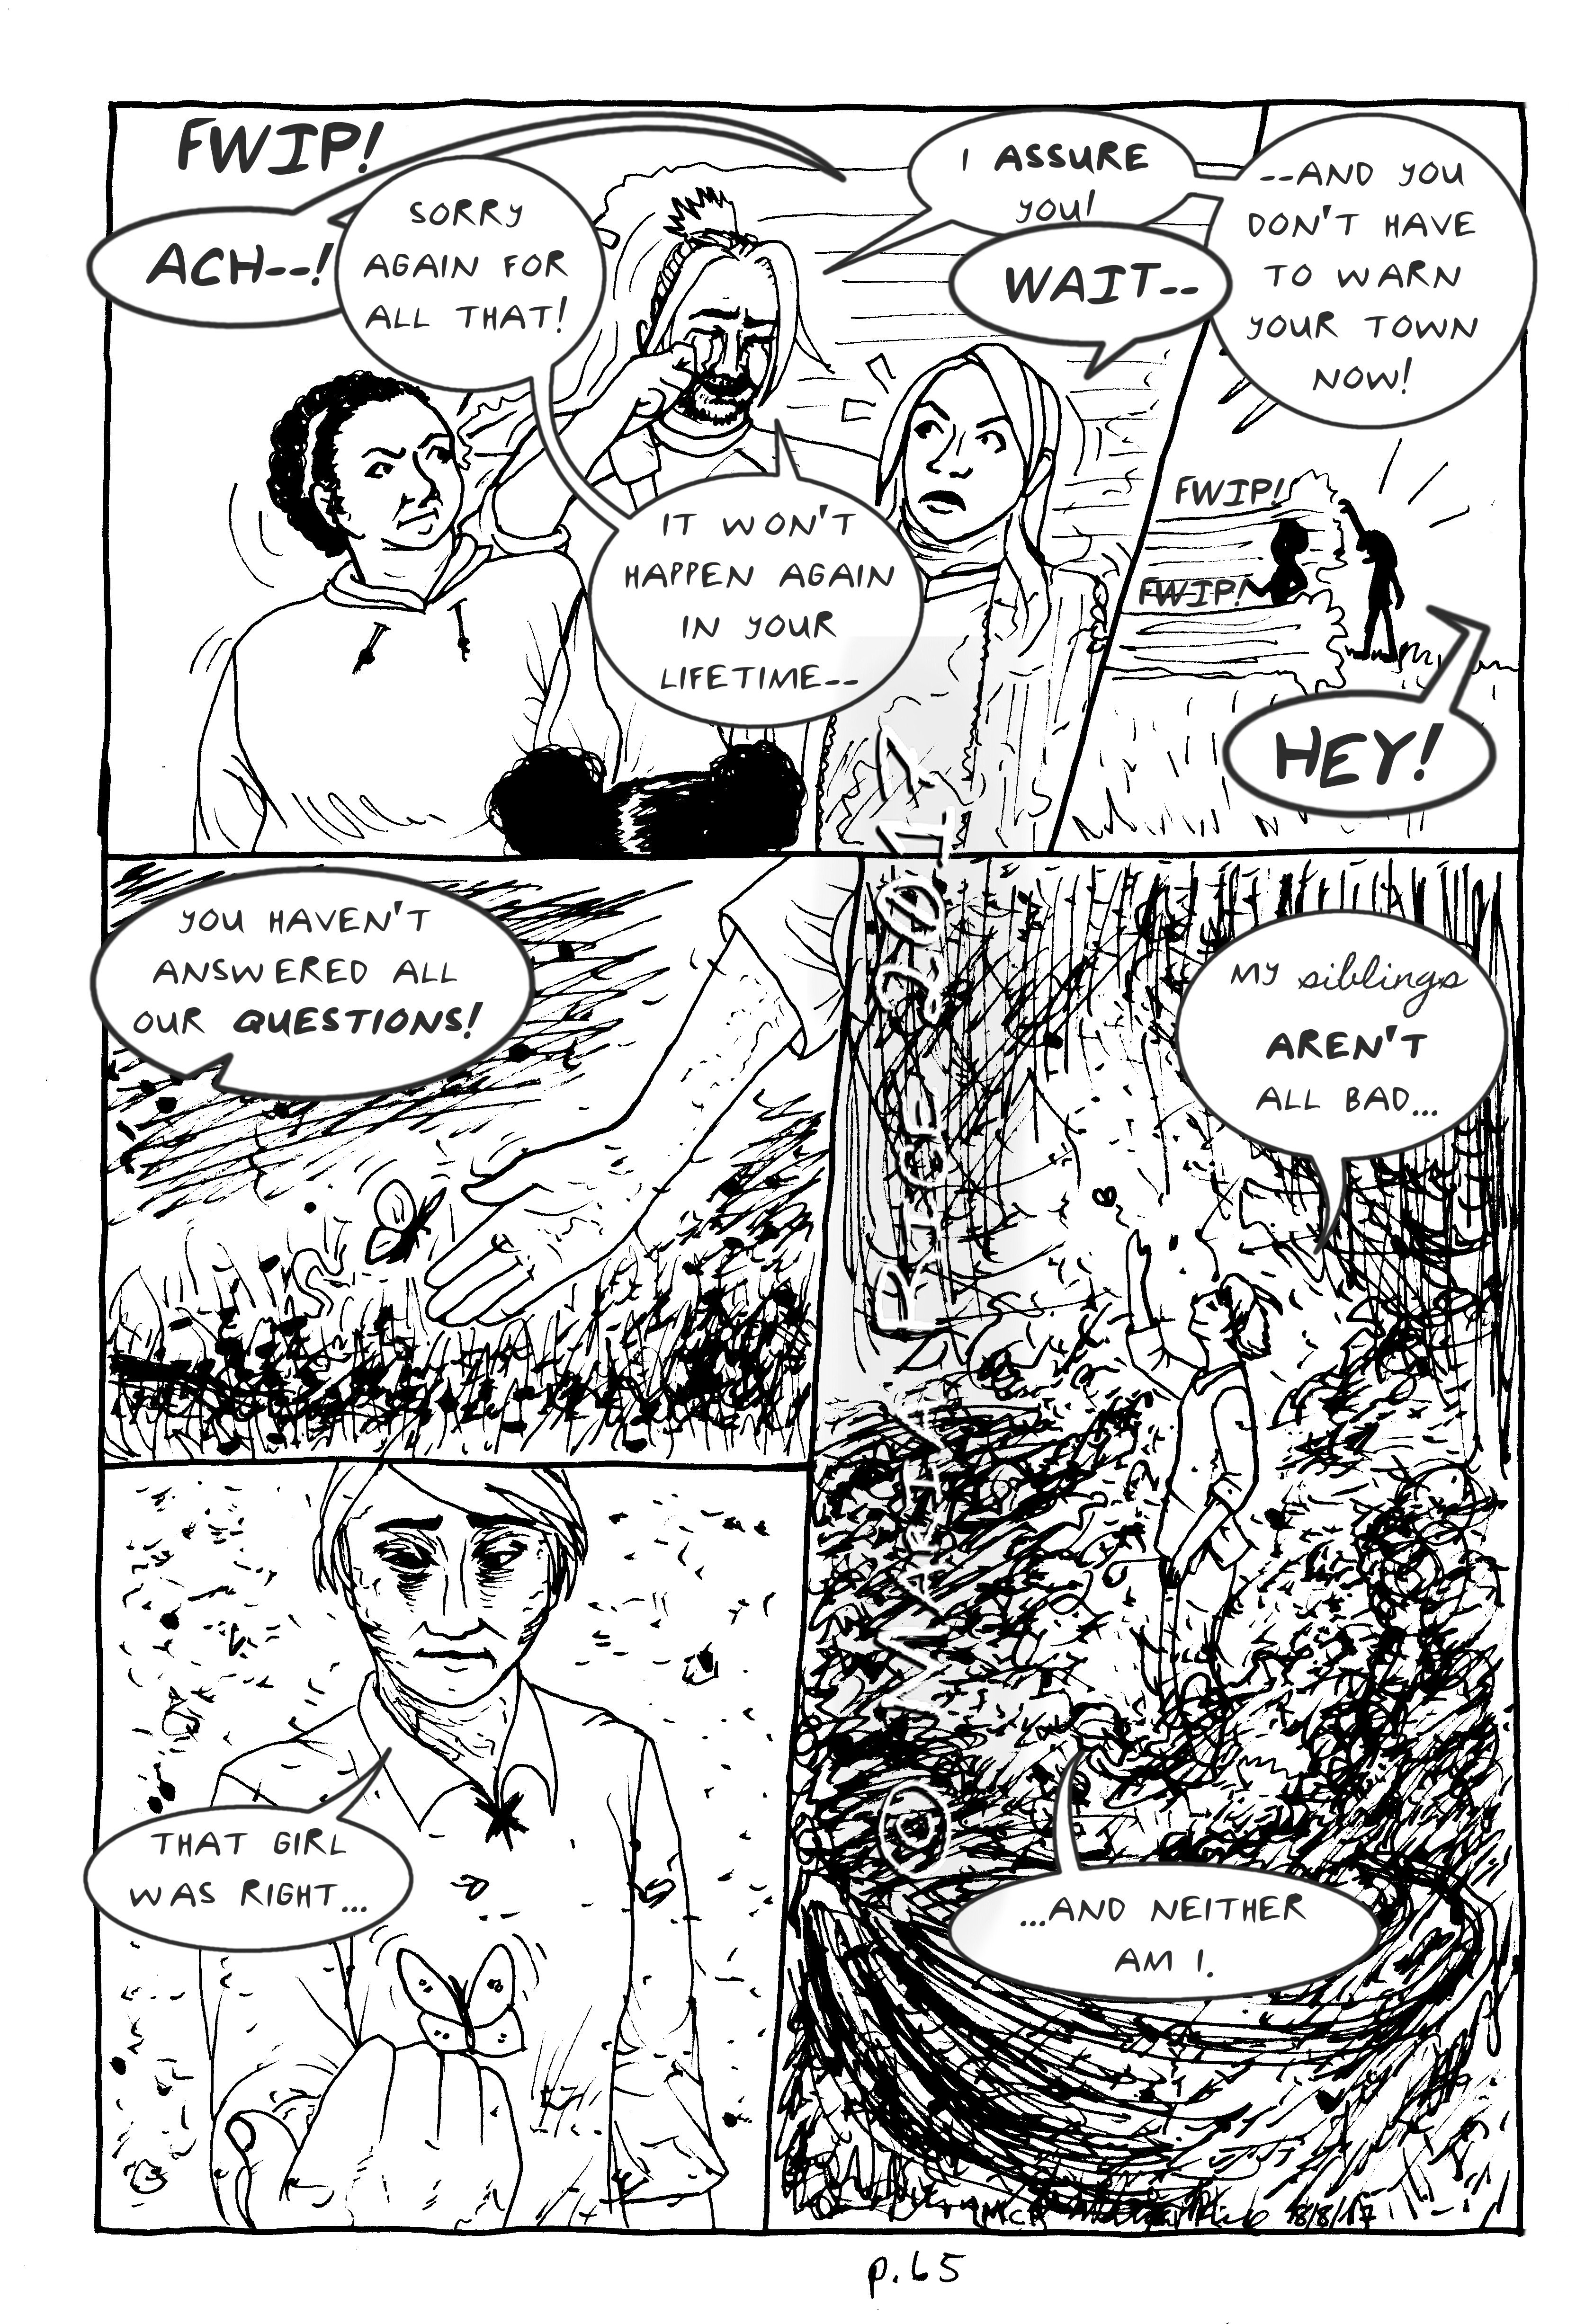 FWIP!
ACH--!
SORRY
AGAIN FOR
ALL THAT!
IT WON'T
HAPPEN AGAIN
IN YOUR
LIFETIME--
I ASSURE
YOU!
WAIT--
--AND YOU
DON'T HAVE
TO WARN
YOUR TOWN
NOW!
FWIP!
FWIP!
HEY!
YOU HAVEN'T
ANSWERED ALL
OUR QUESTIONS!
MY siblings
AREN'T
ALL BAD...
THAT GIRL
WAS RIGHT...
...AND NEITHER
AM I.
8/8/17
p.65